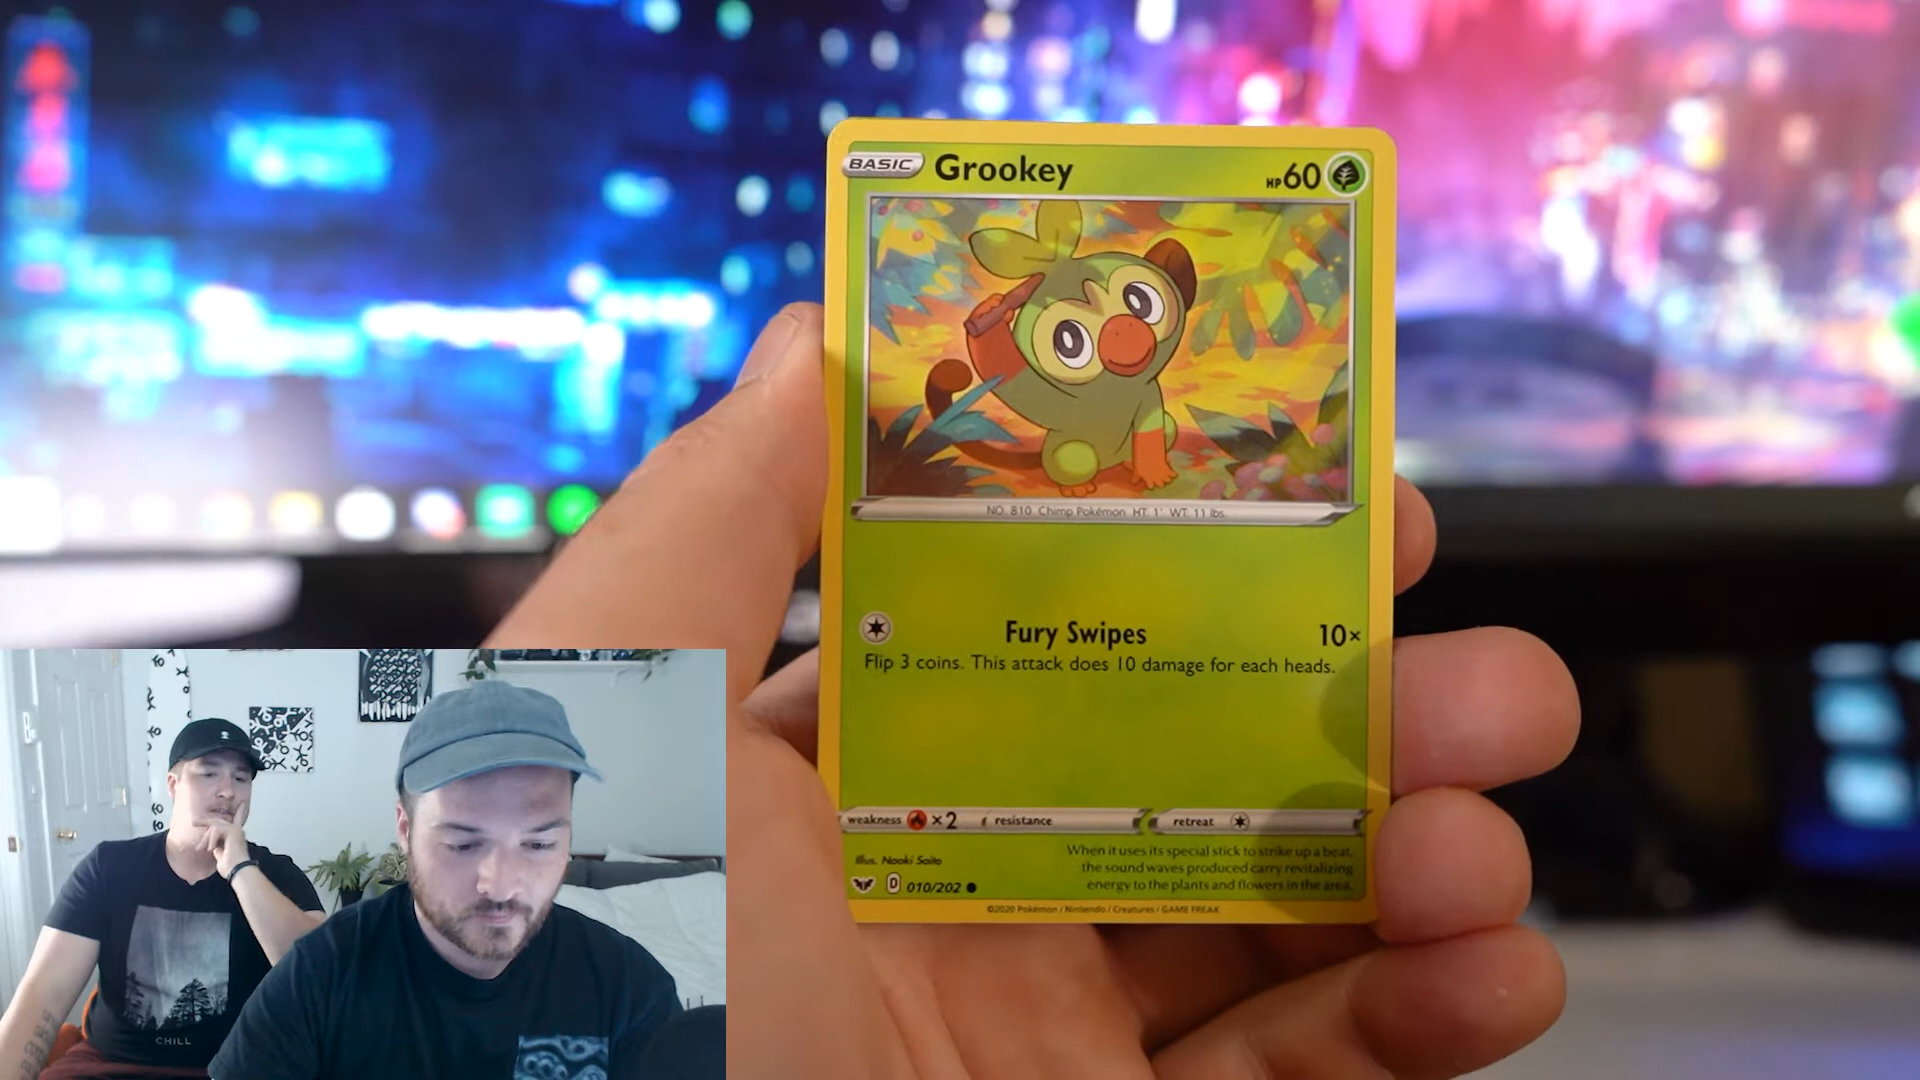 BASIC Grookey HP 60
NO. 810 Chimp Pokémon HT: 1' WT: 11 lbs.
Fury Swipes 10×
Flip 3 coins. This attack does 10 damage for each heads.
weakness ×2 resistance retreat
Illus. Naoki Saito
When it uses its special stick to strike up a beat,
the sound waves produced carry revitalizing
energy to the plants and flowers in the area.
D 010/202
©2020 Pokémon / Nintendo / Creatures / GAME FREAK
CHILL